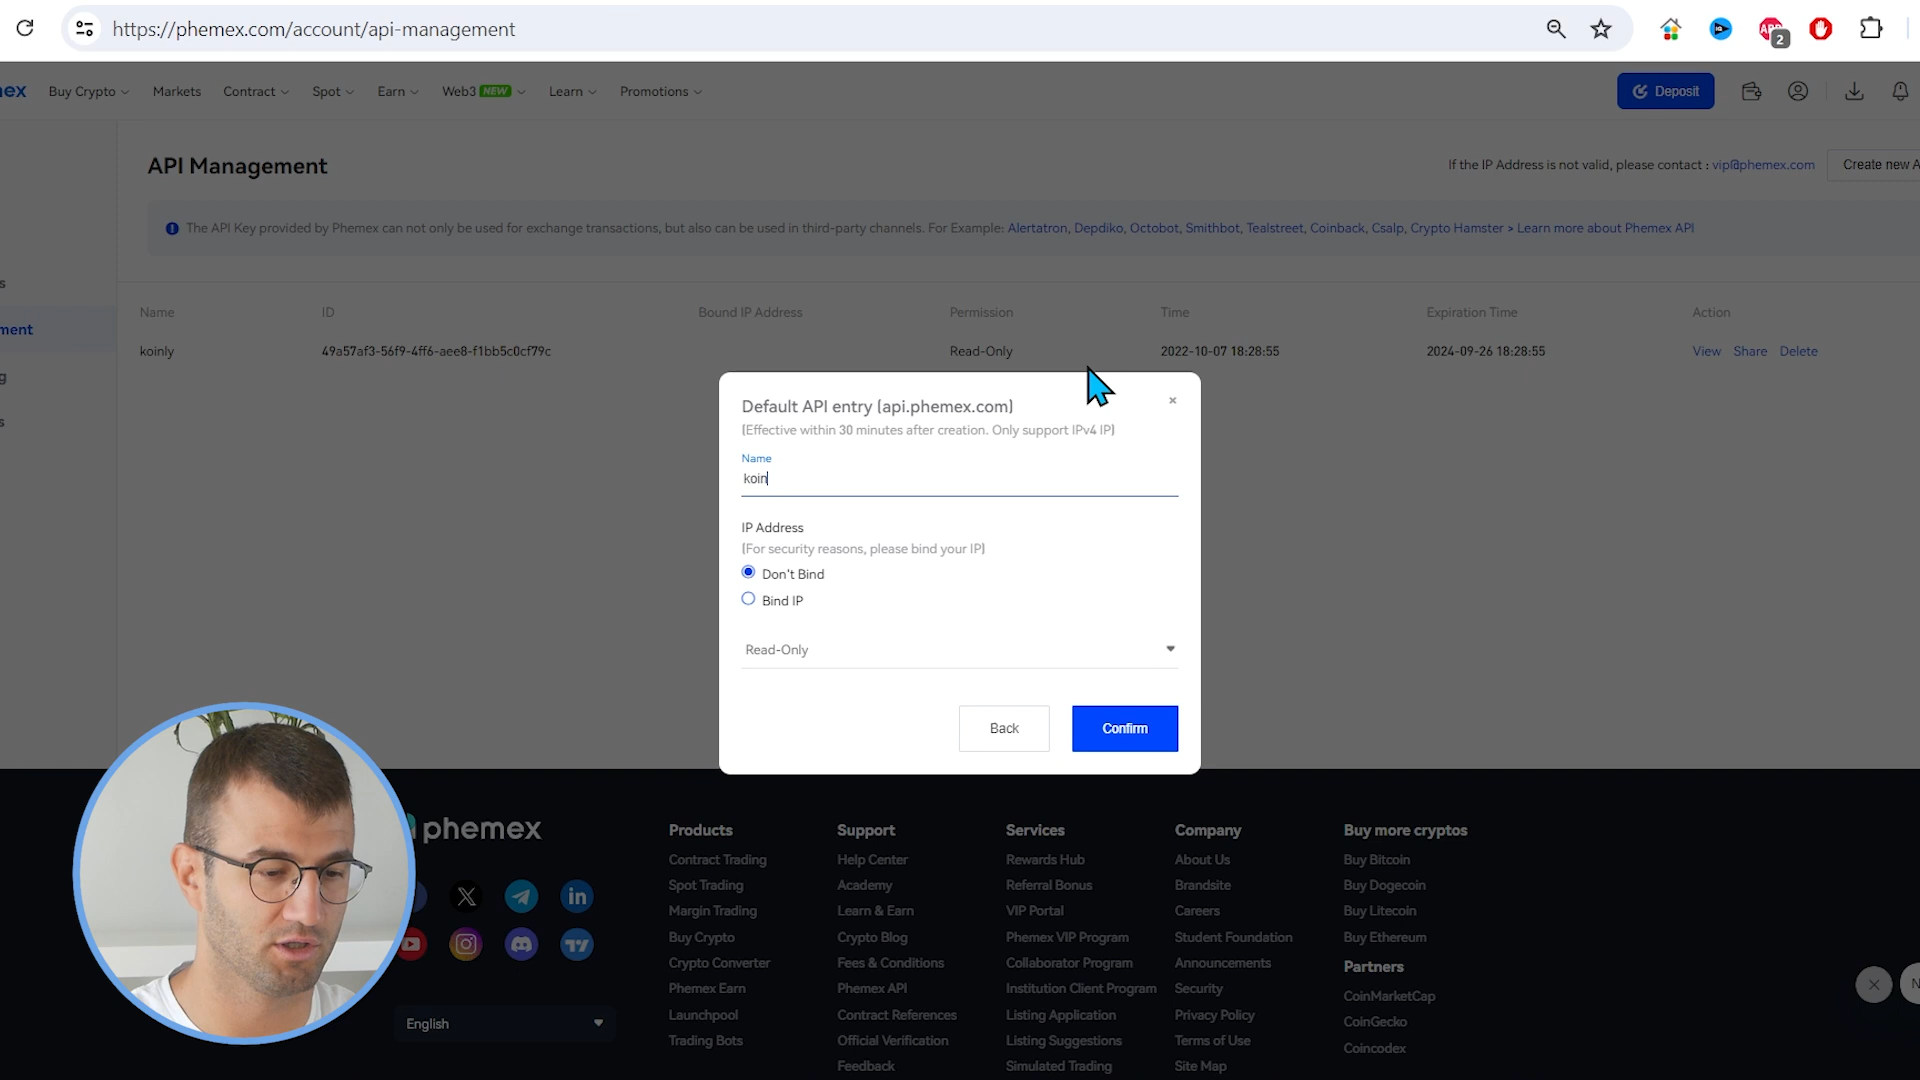 https://phemex.com/account/api-management
2
Buy Crypto Markets Contract Spot Earn Web3 NEW Learn Promotions
Deposit
API Management
If the IP Address is not valid, please contact : vip@phemex.com
Create new A
The API Key provided by Phemex can not only be used for exchange transactions, but also can be used in third-party channels. For Example: Alertatron, Depdiko, Octobot, Smithbot, Tealstreet, Coinback, Csalp, Crypto Hamster > Learn more about Phemex API
Name ID Bound IP Address Permission Time Expiration Time Action
koinly 49a57af3-56f9-4ff6-aee8-f1bb5c0cf79c Read-Only 2022-10-07 18:28:55 2024-09-26 18:28:55 View Share Delete
Default API entry (api.phemex.com)
(Effective within 30 minutes after creation. Only support IPv4 IP)
Name
koin
IP Address
(For security reasons, please bind your IP)
Don't Bind
Bind IP
Read-Only
Back
Confirm
phemex
English
Products
Contract Trading
Spot Trading
Margin Trading
Buy Crypto
Crypto Converter
Phemex Earn
Launchpool
Trading Bots
Support
Help Center
Academy
Learn & Earn
Crypto Blog
Fees & Conditions
Phemex API
Contract References
Official Verification
Feedback
Services
Rewards Hub
Referral Bonus
VIP Portal
Phemex VIP Program
Collaborator Program
Institution Client Program
Listing Application
Listing Suggestions
Simulated Trading
Company
About Us
Brandsite
Careers
Student Foundation
Announcements
Security
Privacy Policy
Terms of Use
Site Map
Buy more cryptos
Buy Bitcoin
Buy Dogecoin
Buy Litecoin
Buy Ethereum
Partners
CoinMarketCap
CoinGecko
Coincodex